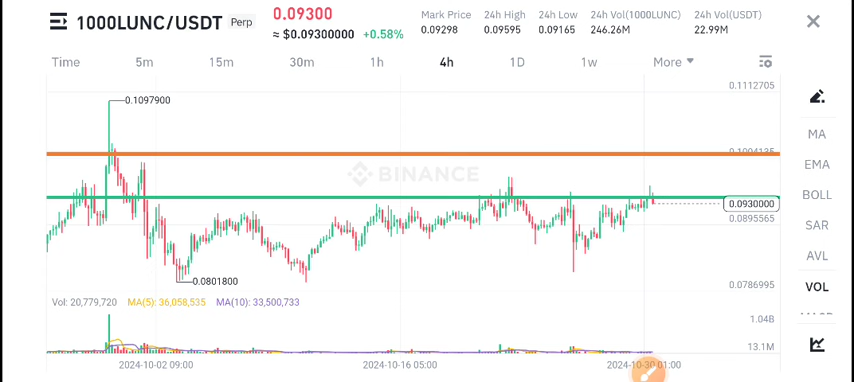 1000LUNC/USDT Perp
0.09300
≈ $0.09300000 +0.58%
Mark Price 24h High 24h Low 24h Vol(1000LUNC) 24h Vol(USDT)
0.09298 0.09595 0.09165 246.26M 22.99M
Time 5m 15m 30m 1h 4h 1D 1w More
0.1112705
0.1097900
0.1004135
BINANCE
0.0930000
0.0895565
0.0801800
0.0786995
Vol: 20,779,720 MA(5): 36,058,535 MA(10): 33,500,733
1.04B
13.1M
2024-10-02 09:00 2024-10-16 05:00 2024-10-30 01:00
MA
EMA
BOLL
SAR
AVL
VOL